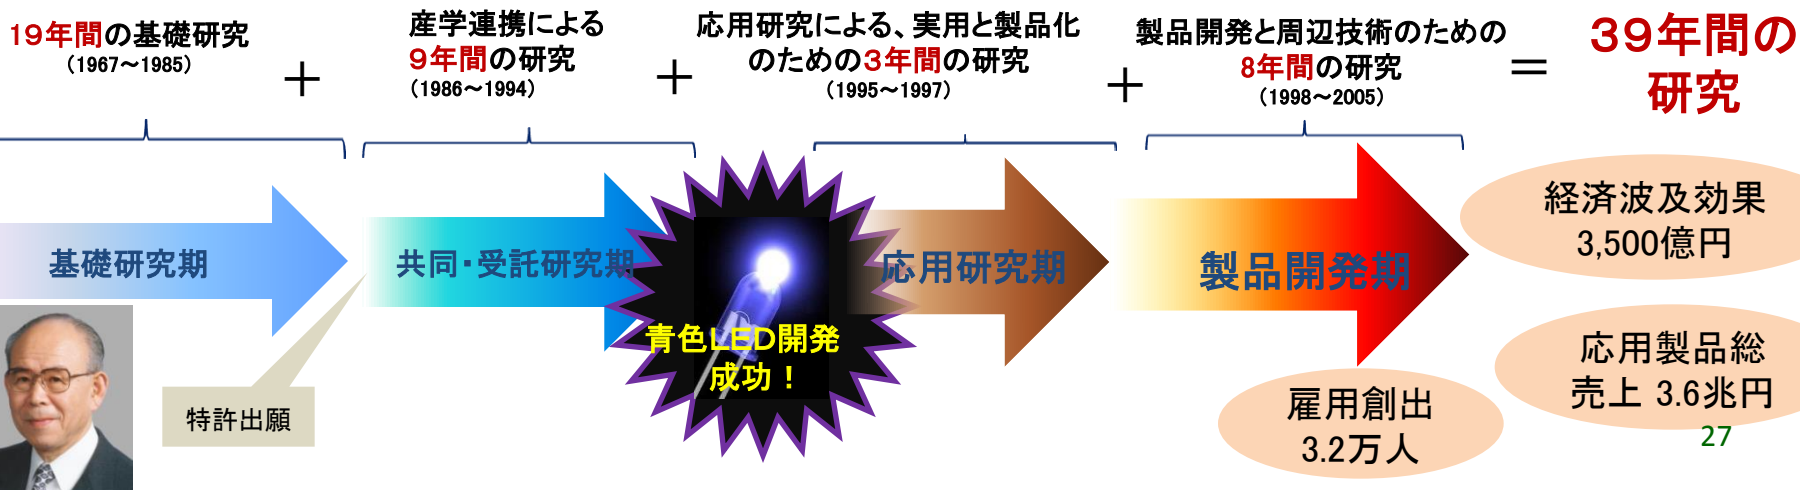 19年間の基礎研究
（1967～1985）
＋
産学連携による
9年間の研究
（1986～1994）
＋
応用研究による、実用と製品化
のための3年間の研究
（1995～1997）
＋
製品開発と周辺技術のための
8年間の研究
（1998～2005）
＝
39年間の
研究
基礎研究期
共同・受託研究期
応用研究期
製品開発期
青色LED開発
成功！
特許出願
経済波及効果
3,500億円
応用製品総
売上 3.6兆円
雇用創出
3.2万人
27